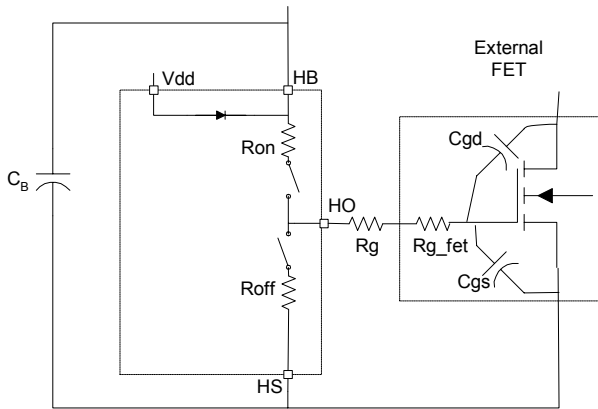 External
FET
Vdd
HB
Cgd
Ron
CB
HO
Rg
Rg_fet
Roff
Cgs
HS